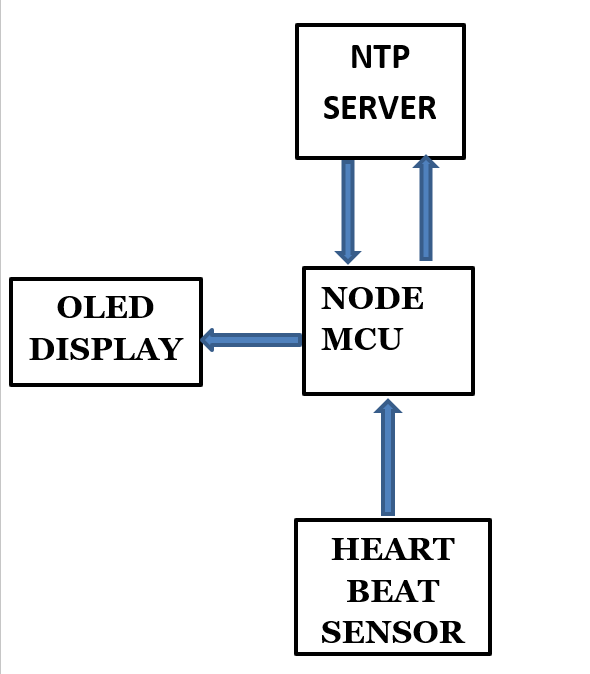 NTP
SERVER
OLED
DISPLAY
NODE
MCU
HEART
BEAT
SENSOR